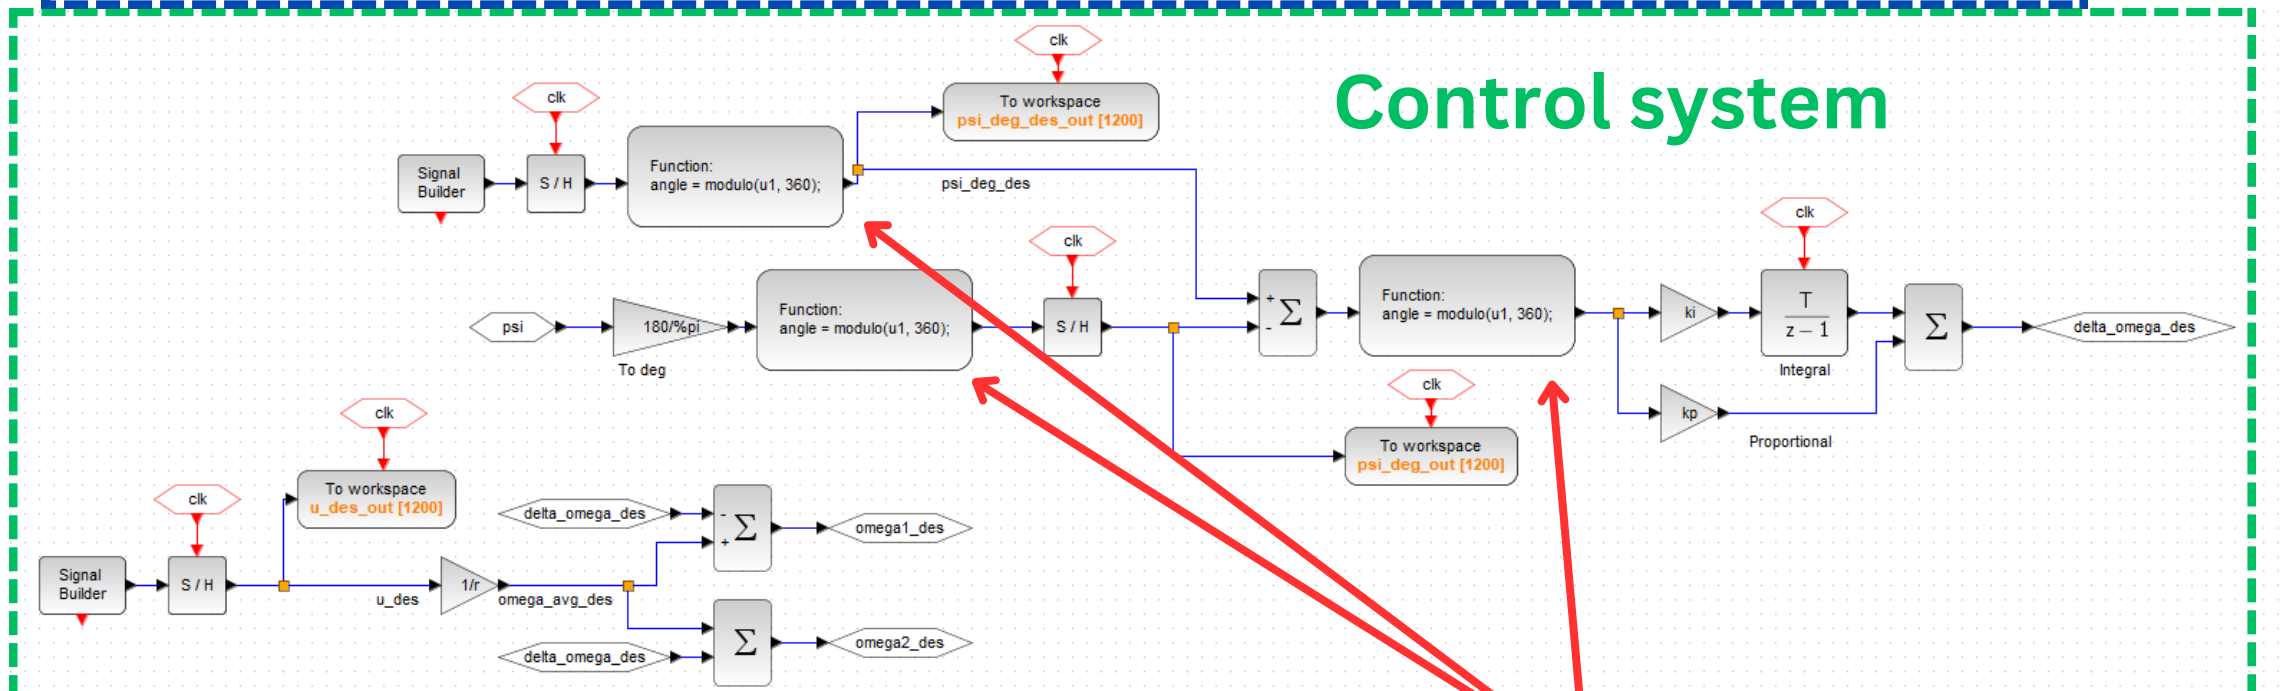 clk
Control system
To workspace
psi_deg_des_out [1200]
clk
Signal
Builder
S / H
Function:
angle = modulo(u1, 360);
psi_deg_des
clk
clk
psi
180/%pi
To deg
Function:
angle = modulo(u1, 360);
S / H
+
-
Σ
Function:
angle = modulo(u1, 360);
ki
T
z − 1
Integral
Σ
delta_omega_des
clk
kp
Proportional
To workspace
psi_deg_out [1200]
clk
To workspace
u_des_out [1200]
clk
Signal
Builder
S / H
u_des
1/r
omega_avg_des
delta_omega_des
-
+
Σ
omega1_des
delta_omega_des
Σ
omega2_des